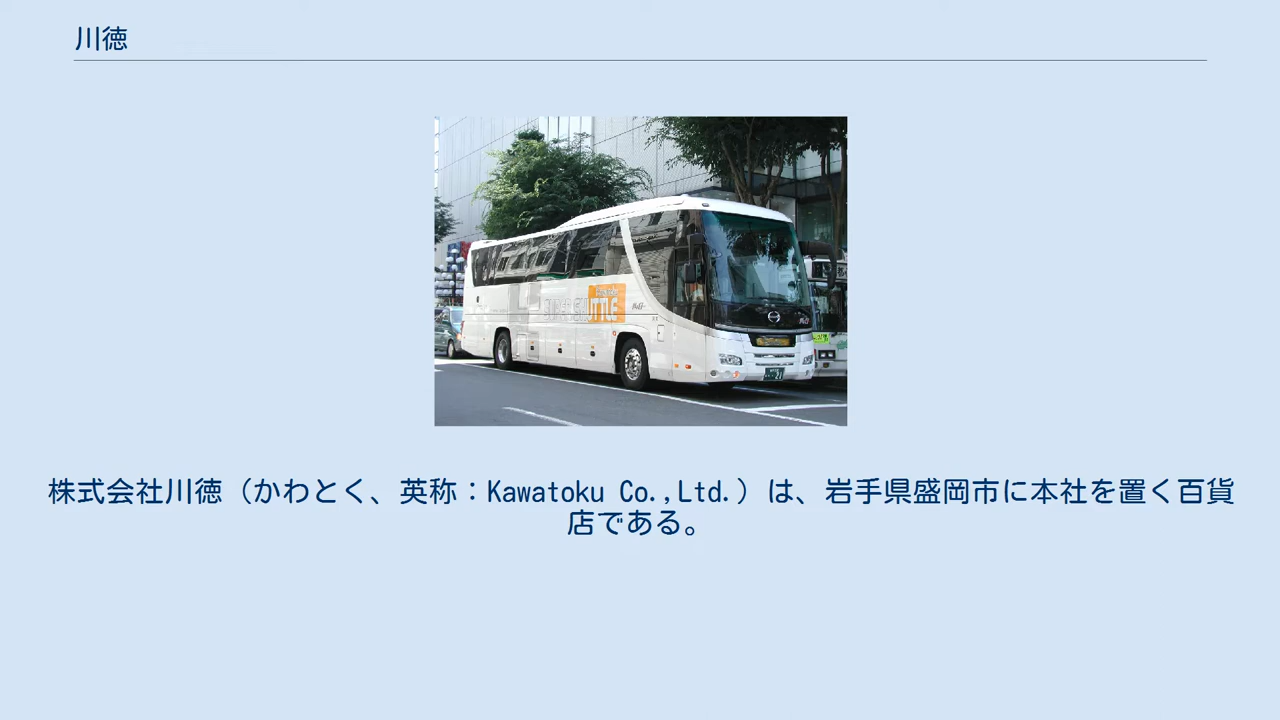 川徳
株式会社川徳（かわとく、英称：Kawatoku Co.,Ltd.）は、岩手県盛岡市に本社を置く百貨
店である。